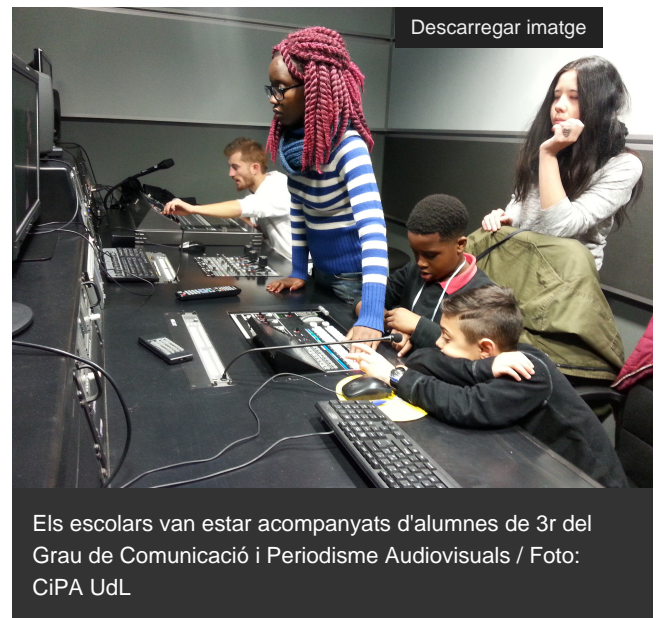 Descarregar imatge
Els escolars van estar acompanyats d'alumnes de 3r del
Grau de Comunicació i Periodisme Audiovisuals / Foto:
CiPA UdL